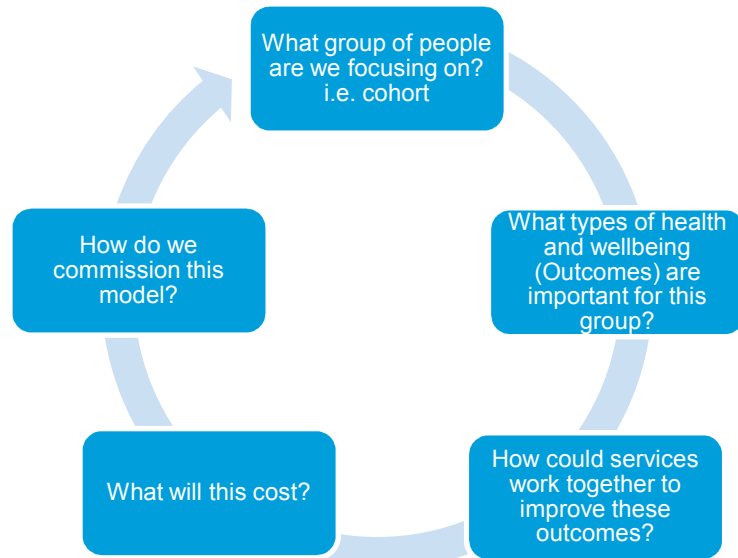 What group of people
are we focusing on?
i.e. cohort
What types of health
and wellbeing
(Outcomes) are
important for this
group?
How could services
work together to
improve these
outcomes?
What will this cost?
How do we
commission this
model?